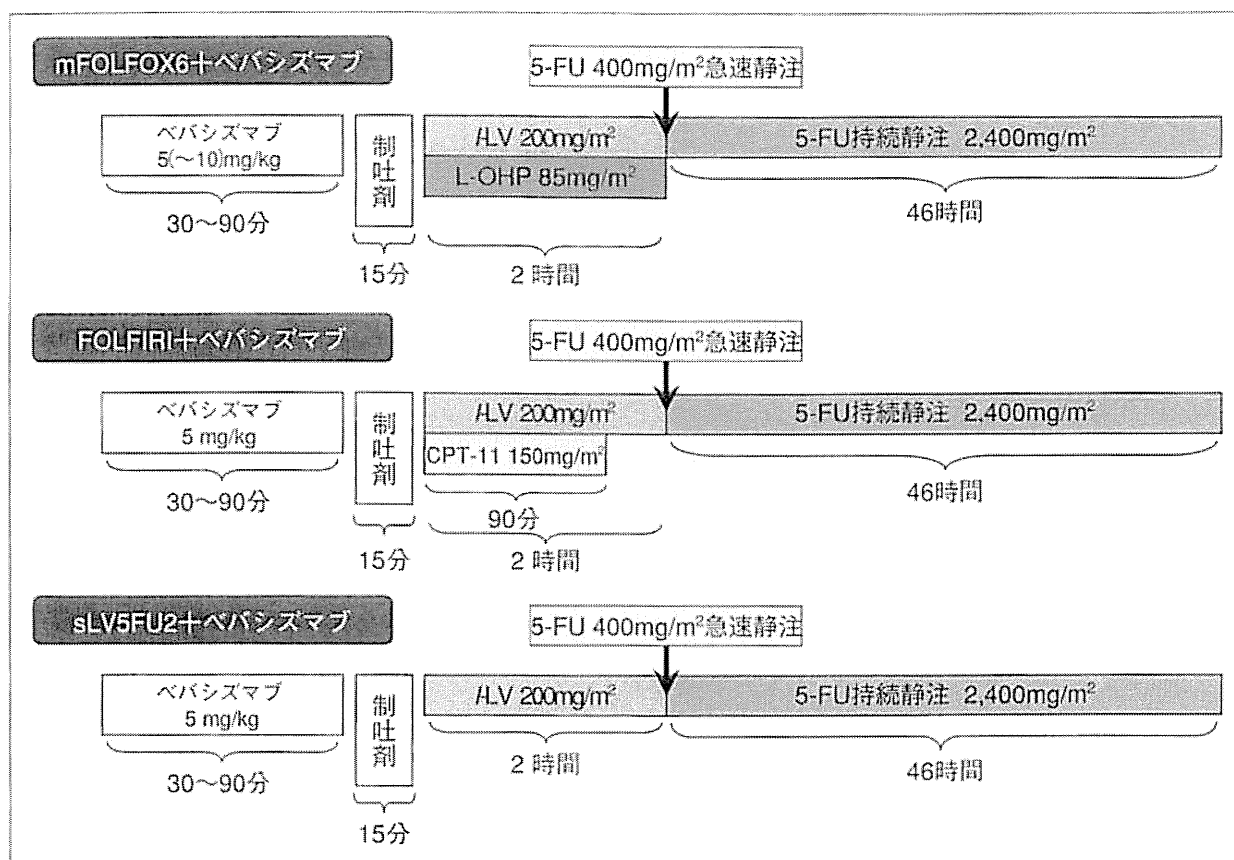 mFOLFOX6+ベバシズマブ
5-FU 400mg/m²急速静注
ベバシズマブ
5(～10)mg/kg
制吐剤
l-LV 200mg/m²
5-FU持続静注 2,400mg/m²
L-OHP 85mg/m²
30～90分
46時間
15分
2時間
FOLFIRI+ベバシズマブ
5-FU 400mg/m²急速静注
ベバシズマブ
5 mg/kg
制吐剤
l-LV 200mg/m²
5-FU持続静注 2,400mg/m²
CPT-11 150mg/m²
30～90分
90分
46時間
15分
2時間
sLV5FU2+ベバシズマブ
5-FU 400mg/m²急速静注
ベバシズマブ
5 mg/kg
制吐剤
l-LV 200mg/m²
5-FU持続静注 2,400mg/m²
30～90分
2時間
46時間
15分